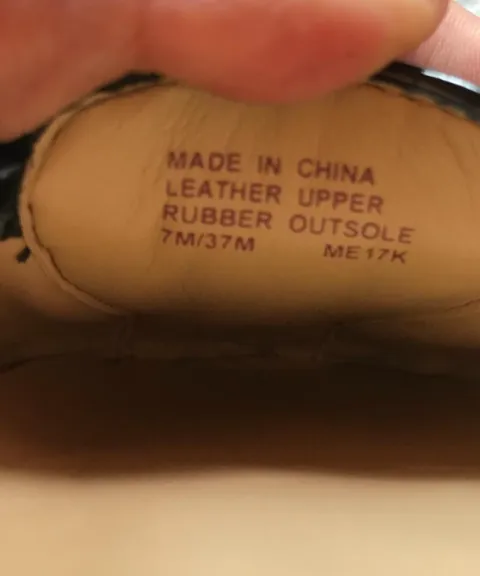 MADE IN CHINA
LEATHER UPPER
RUBBER OUTSOLE
7M/37M ME17K